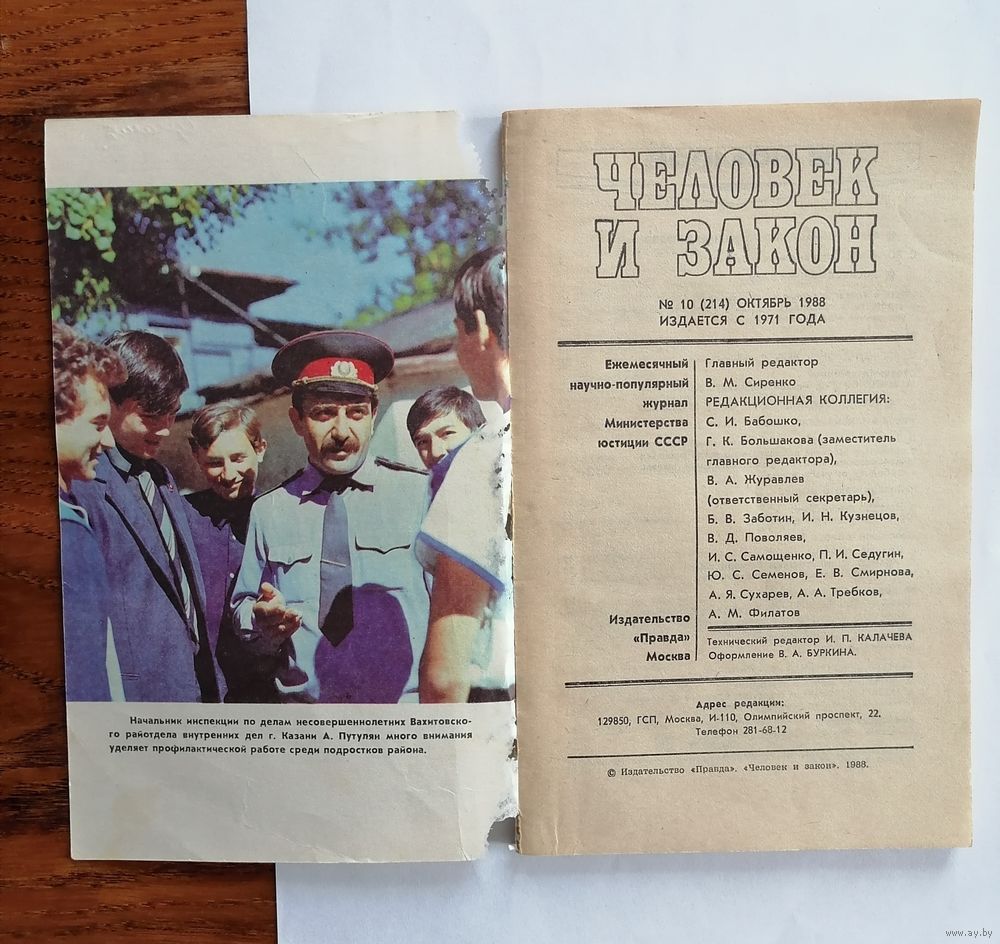 Начальник инспекции по делам несовершеннолетних Вахитовско-
го райотдела внутренних дел г. Казани А. Путулян много внимания
уделяет профилактической работе среди подростков района.
ЧЕЛОВЕК
И ЗАКОН
№ 10 (214) ОКТЯБРЬ 1988
ИЗДАЕТСЯ С 1971 ГОДА
Ежемесячный
научно-популярный
журнал
Министерства
юстиции СССР
Издательство
«Правда»
Москва
Главный редактор
В. М. Сиренко
РЕДАКЦИОННАЯ КОЛЛЕГИЯ:
С. И. Бабошко,
Г. К. Большакова (заместитель
главного редактора),
В. А. Журавлев
(ответственный секретарь),
Б. В. Заботин, И. Н. Кузнецов,
В. Д. Поволяев,
И. С. Самощенко, П. И. Седугин,
Ю. С. Семенов, Е. В. Смирнова,
А. Я. Сухарев, А. А. Требков,
А. М. Филатов
Технический редактор И. П. КАЛАЧЕВА
Оформление В. А. БУРКИНА.
Адрес редакции:
129850, ГСП, Москва, И-110, Олимпийский проспект, 22.
Телефон 281-68-12
© Издательство «Правда». «Человек и закон». 1988.
www.ay.by